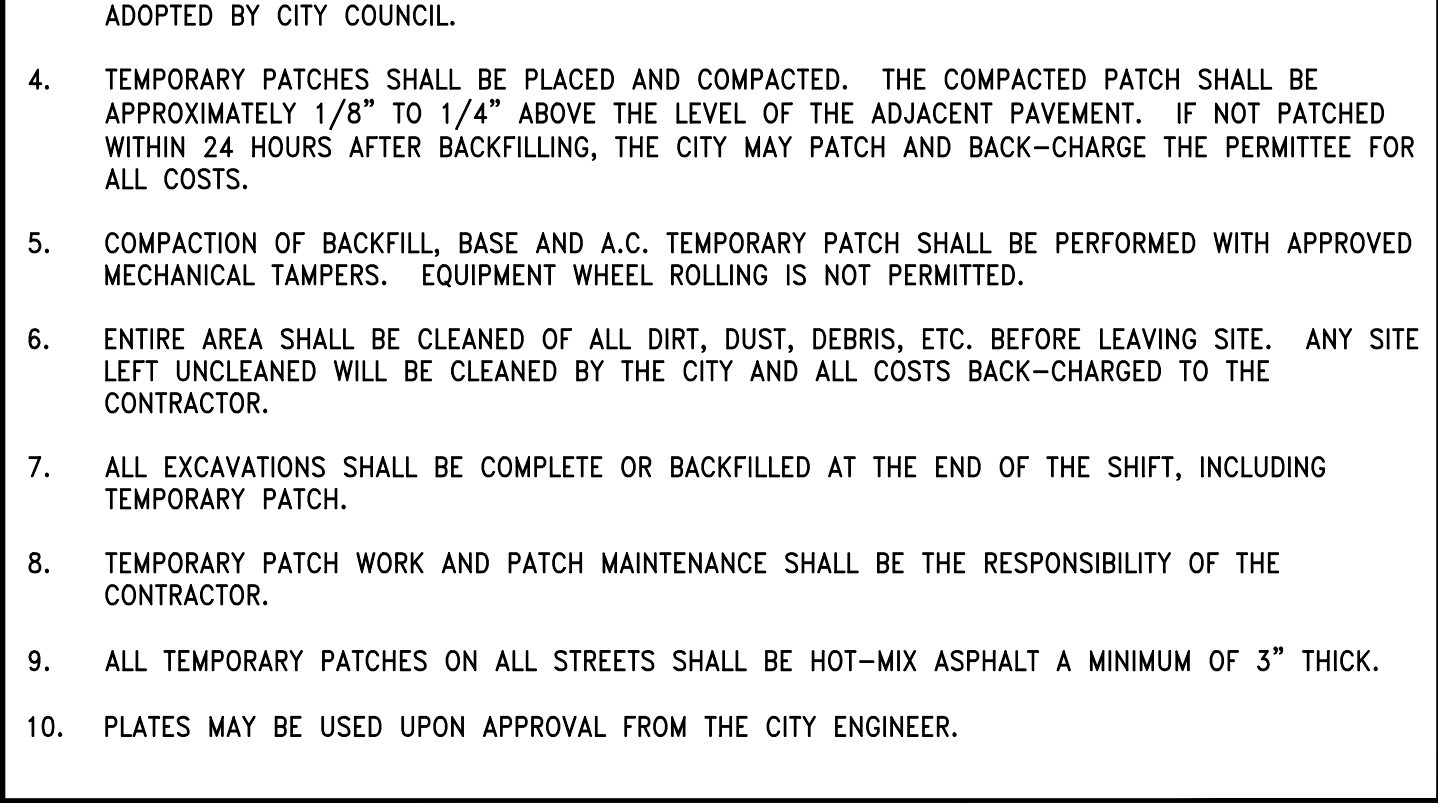 ADOPTED BY CITY COUNCIL.
4. TEMPORARY PATCHES SHALL BE PLACED AND COMPACTED. THE COMPACTED PATCH SHALL BE
APPROXIMATELY 1/8” TO 1/4” ABOVE THE LEVEL OF THE ADJACENT PAVEMENT. IF NOT PATCHED
WITHIN 24 HOURS AFTER BACKFILLING, THE CITY MAY PATCH AND BACK–CHARGE THE PERMITTEE FOR
ALL COSTS.
5. COMPACTION OF BACKFILL, BASE AND A.C. TEMPORARY PATCH SHALL BE PERFORMED WITH APPROVED
MECHANICAL TAMPERS. EQUIPMENT WHEEL ROLLING IS NOT PERMITTED.
6. ENTIRE AREA SHALL BE CLEANED OF ALL DIRT, DUST, DEBRIS, ETC. BEFORE LEAVING SITE. ANY SITE
LEFT UNCLEANED WILL BE CLEANED BY THE CITY AND ALL COSTS BACK–CHARGED TO THE
CONTRACTOR.
7. ALL EXCAVATIONS SHALL BE COMPLETE OR BACKFILLED AT THE END OF THE SHIFT, INCLUDING
TEMPORARY PATCH.
8. TEMPORARY PATCH WORK AND PATCH MAINTENANCE SHALL BE THE RESPONSIBILITY OF THE
CONTRACTOR.
9. ALL TEMPORARY PATCHES ON ALL STREETS SHALL BE HOT–MIX ASPHALT A MINIMUM OF 3” THICK.
10. PLATES MAY BE USED UPON APPROVAL FROM THE CITY ENGINEER.